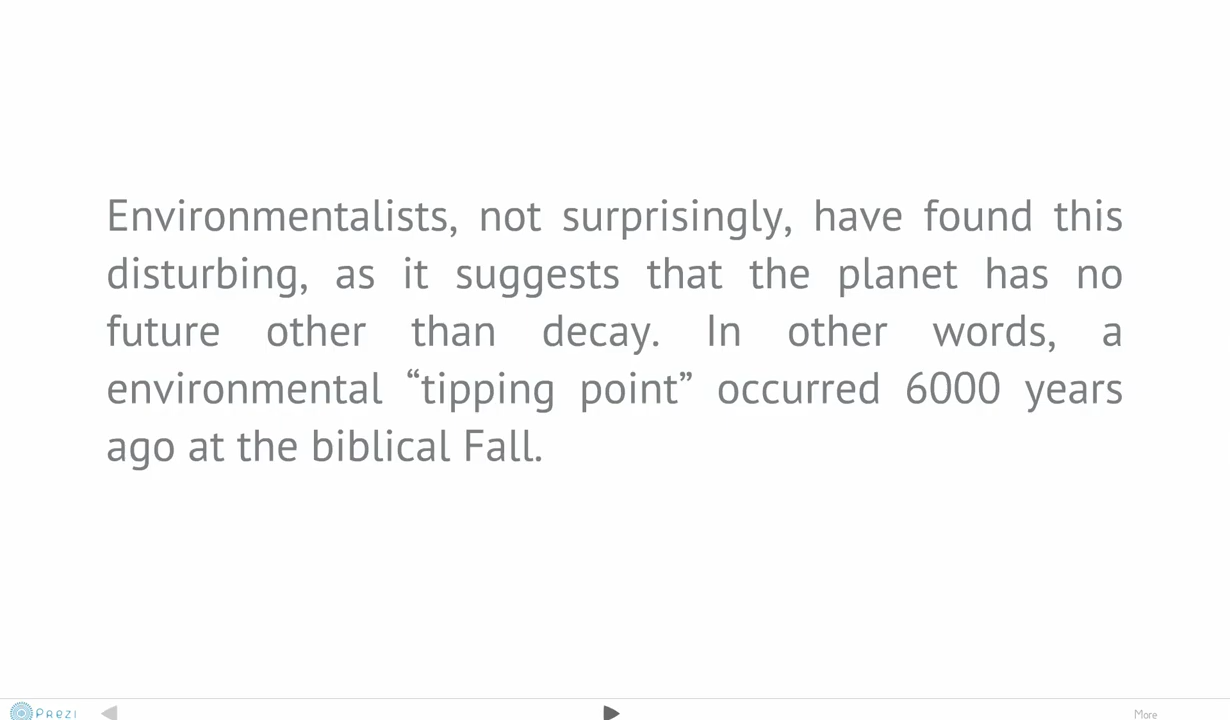 Environmentalists, not surprisingly, have found this
disturbing, as it suggests that the planet has no
future other than decay. In other words, a
environmental “tipping point” occurred 6000 years
ago at the biblical Fall.
Prezi
More